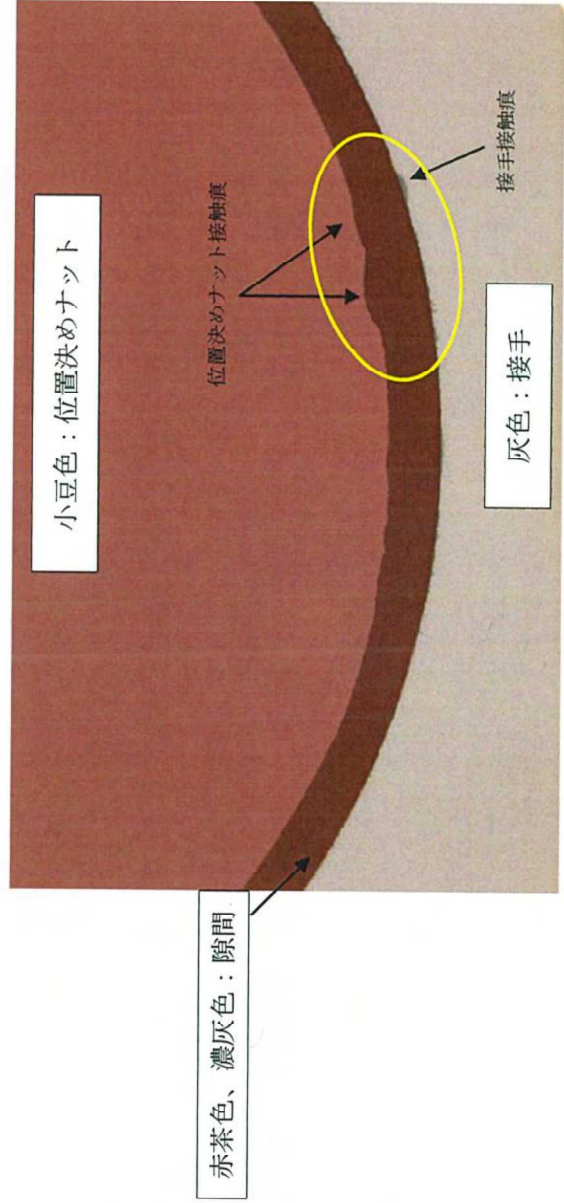 小豆色：位置決めナット
位置決めナット接触痕
接手接触痕
灰色：接手
赤茶色、濃灰色：隙間